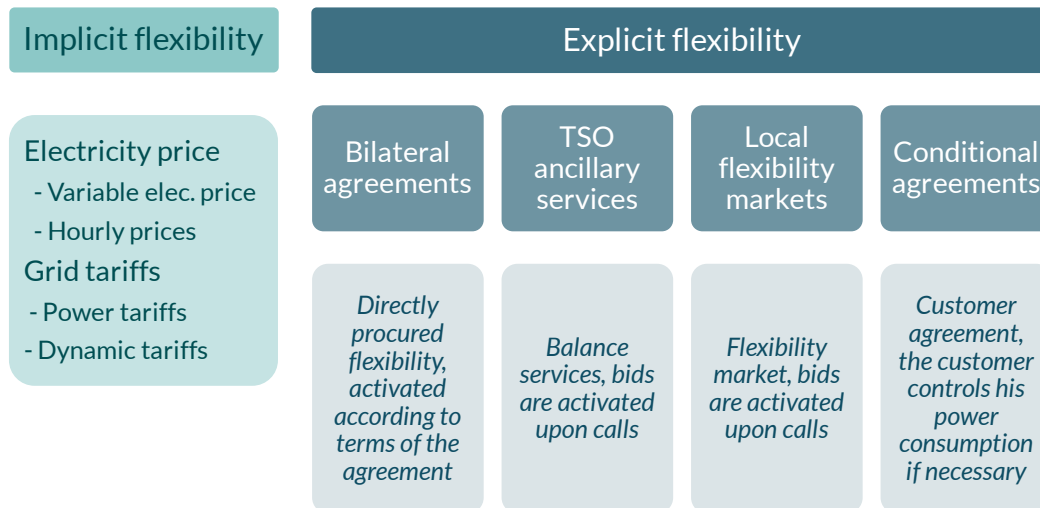 Implicit flexibility
Explicit flexibility
Electricity price
- Variable elec. price
- Hourly prices
Grid tariffs
- Power tariffs
- Dynamic tariffs
Bilateral
agreements
TSO
ancillary
services
Local
flexibility
markets
Conditional
agreements
Directly
procured
flexibility,
activated
according to
terms of the
agreement
Balance
services, bids
are activated
upon calls
Flexibility
market, bids
are activated
upon calls
Customer
agreement,
the customer
controls his
power
consumption
if necessary